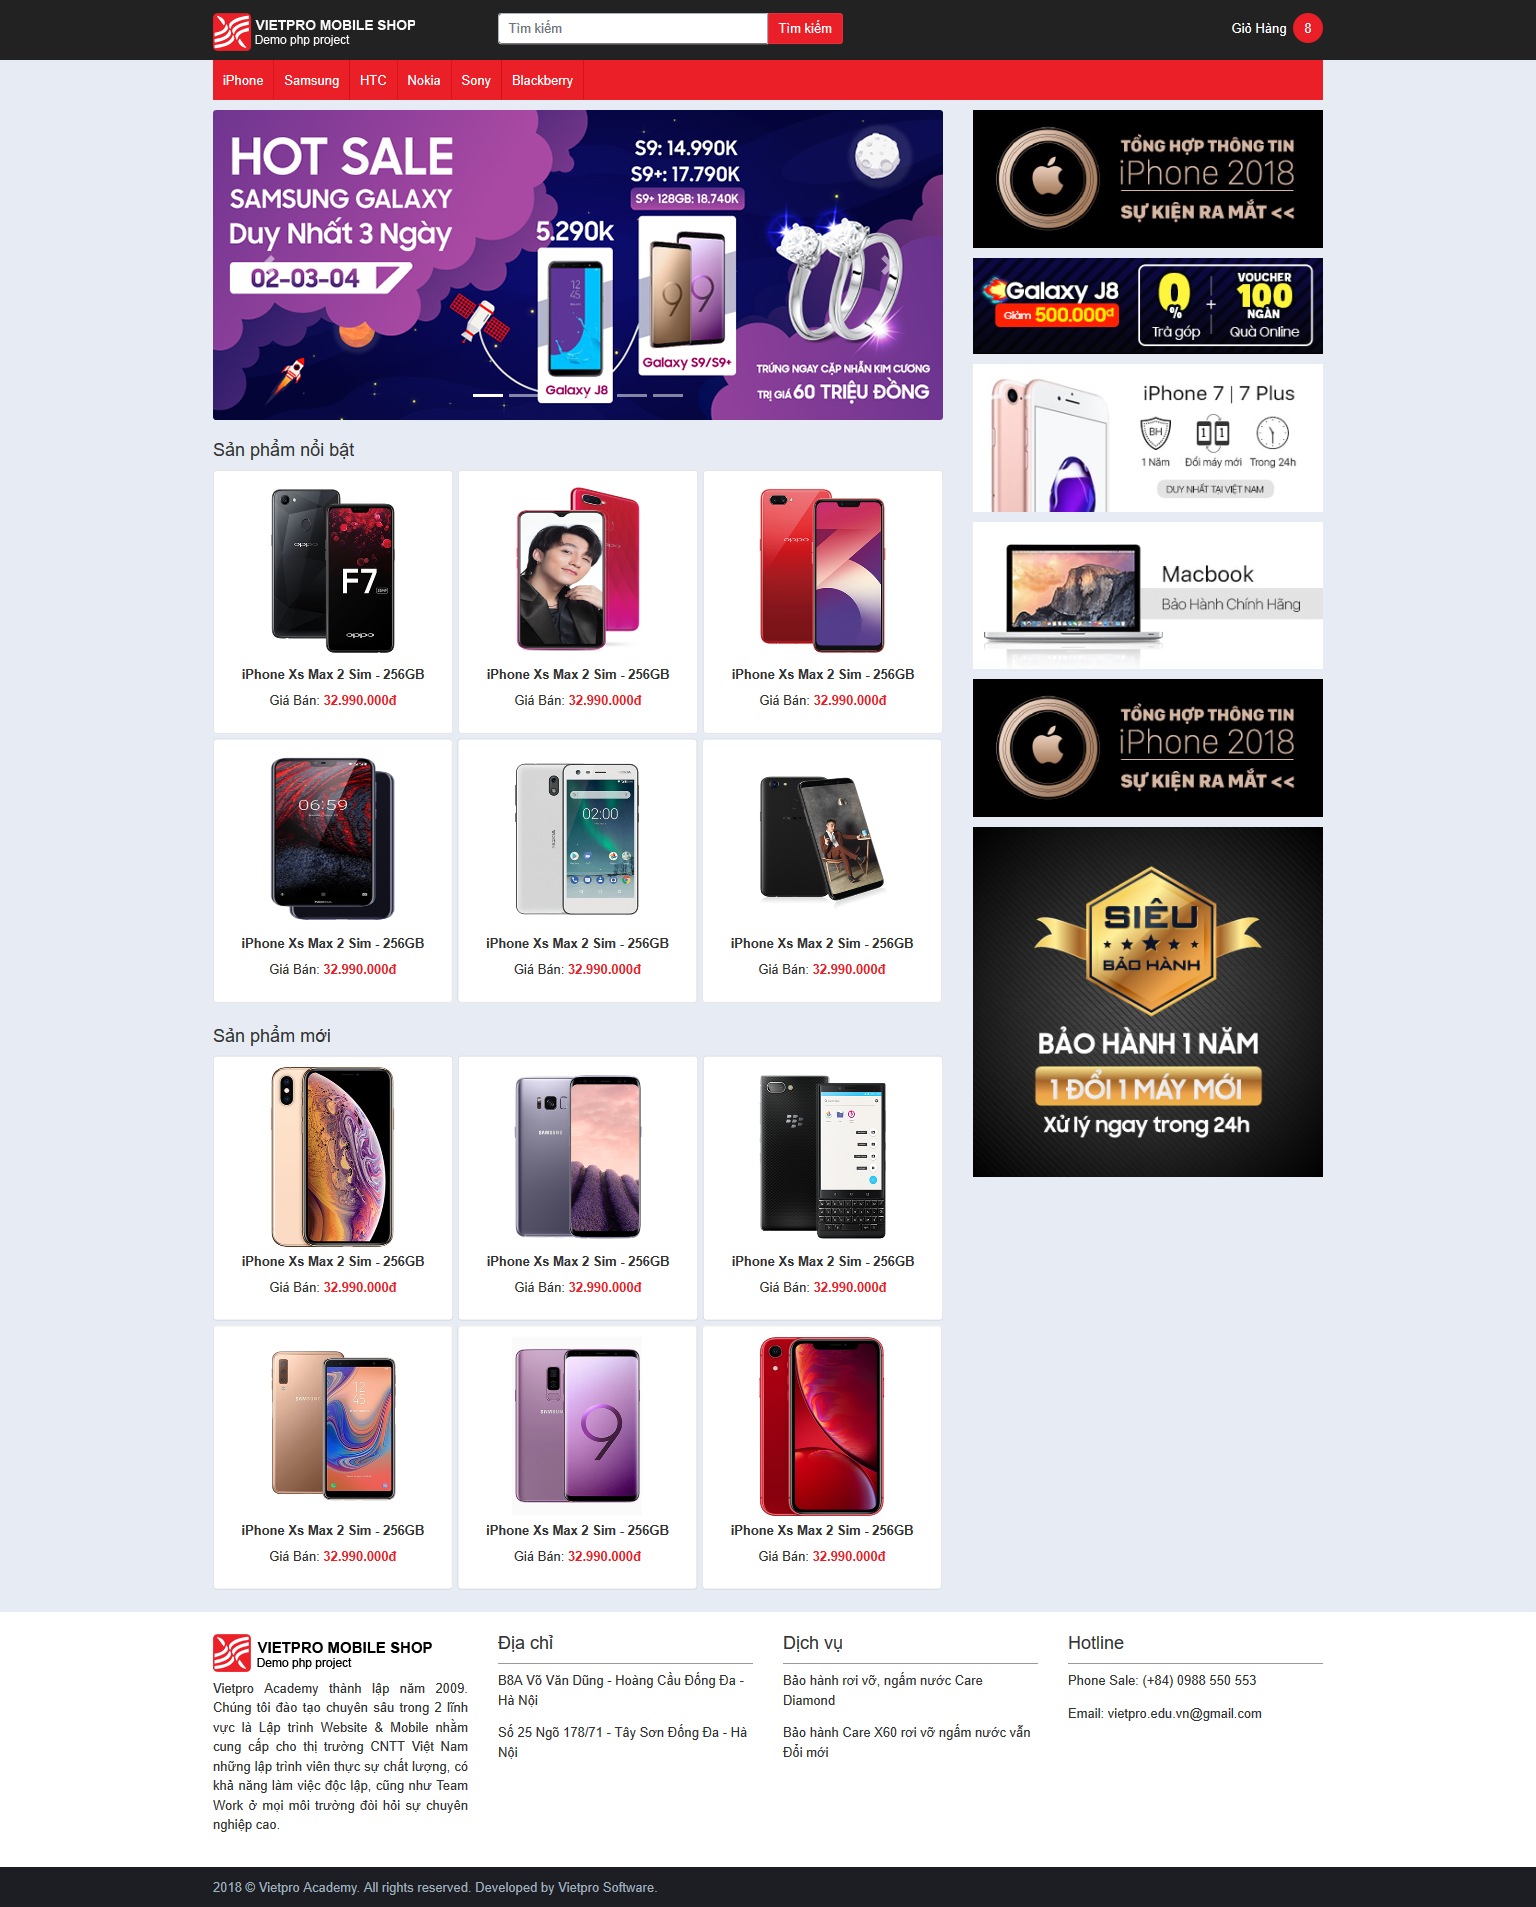 VIETPRO MOBILE SHOP
Demo php project
Tìm kiếm
Tìm kiếm
Giỏ Hàng 8
iPhone Samsung HTC Nokia Sony Blackberry
HOT SALE
SAMSUNG GALAXY
Duy Nhất 3 Ngày
02-03-04
S9: 14.990K
S9+: 17.790K
S9+ 128GB: 18.740K
5.290k
Galaxy J8
Galaxy S9/S9+
TRÚNG NGAY CẶP NHẪN KIM CƯƠNG
TRỊ GIÁ 60 TRIỆU ĐỒNG
TỔNG HỢP THÔNG TIN
iPhone 2018
SỰ KIỆN RA MẮT <<
Galaxy J8
Giảm 500.000đ
0%
Trả góp
+
VOUCHER
100
NGÀN
Quà Online
iPhone 7 | 7 Plus
BH
1 1
1 Năm Đổi máy mới Trong 24h
DUY NHẤT TẠI VIỆT NAM
Macbook
Bảo Hành Chính Hãng
TỔNG HỢP THÔNG TIN
iPhone 2018
SỰ KIỆN RA MẮT <<
SIÊU
BẢO HÀNH
BẢO HÀNH 1 NĂM
1 ĐỔI 1 MÁY MỚI
Xử lý ngay trong 24h
Sản phẩm nổi bật
oppo
F7
oppo
oppo
iPhone Xs Max 2 Sim - 256GB
Giá Bán: 32.990.000đ
iPhone Xs Max 2 Sim - 256GB
Giá Bán: 32.990.000đ
iPhone Xs Max 2 Sim - 256GB
Giá Bán: 32.990.000đ
06:59
02:00
NOKIA
iPhone Xs Max 2 Sim - 256GB
Giá Bán: 32.990.000đ
iPhone Xs Max 2 Sim - 256GB
Giá Bán: 32.990.000đ
iPhone Xs Max 2 Sim - 256GB
Giá Bán: 32.990.000đ
Sản phẩm mới
SAMSUNG
iPhone Xs Max 2 Sim - 256GB
Giá Bán: 32.990.000đ
iPhone Xs Max 2 Sim - 256GB
Giá Bán: 32.990.000đ
iPhone Xs Max 2 Sim - 256GB
Giá Bán: 32.990.000đ
SAMSUNG
12
45
SAMSUNG
9
iPhone Xs Max 2 Sim - 256GB
Giá Bán: 32.990.000đ
iPhone Xs Max 2 Sim - 256GB
Giá Bán: 32.990.000đ
iPhone Xs Max 2 Sim - 256GB
Giá Bán: 32.990.000đ
VIETPRO MOBILE SHOP
Demo php project
Vietpro Academy thành lập năm 2009.
Chúng tôi đào tạo chuyên sâu trong 2 lĩnh
vực là Lập trình Website & Mobile nhằm
cung cấp cho thị trường CNTT Việt Nam
những lập trình viên thực sự chất lượng, có
khả năng làm việc độc lập, cũng như Team
Work ở mọi môi trường đòi hỏi sự chuyên
nghiệp cao.
Địa chỉ
B8A Võ Văn Dũng - Hoàng Cầu Đống Đa -
Hà Nội
Số 25 Ngõ 178/71 - Tây Sơn Đống Đa - Hà
Nội
Dịch vụ
Bảo hành rơi vỡ, ngấm nước Care
Diamond
Bảo hành Care X60 rơi vỡ ngấm nước vẫn
Đổi mới
Hotline
Phone Sale: (+84) 0988 550 553
Email: vietpro.edu.vn@gmail.com
2018 © Vietpro Academy. All rights reserved. Developed by Vietpro Software.